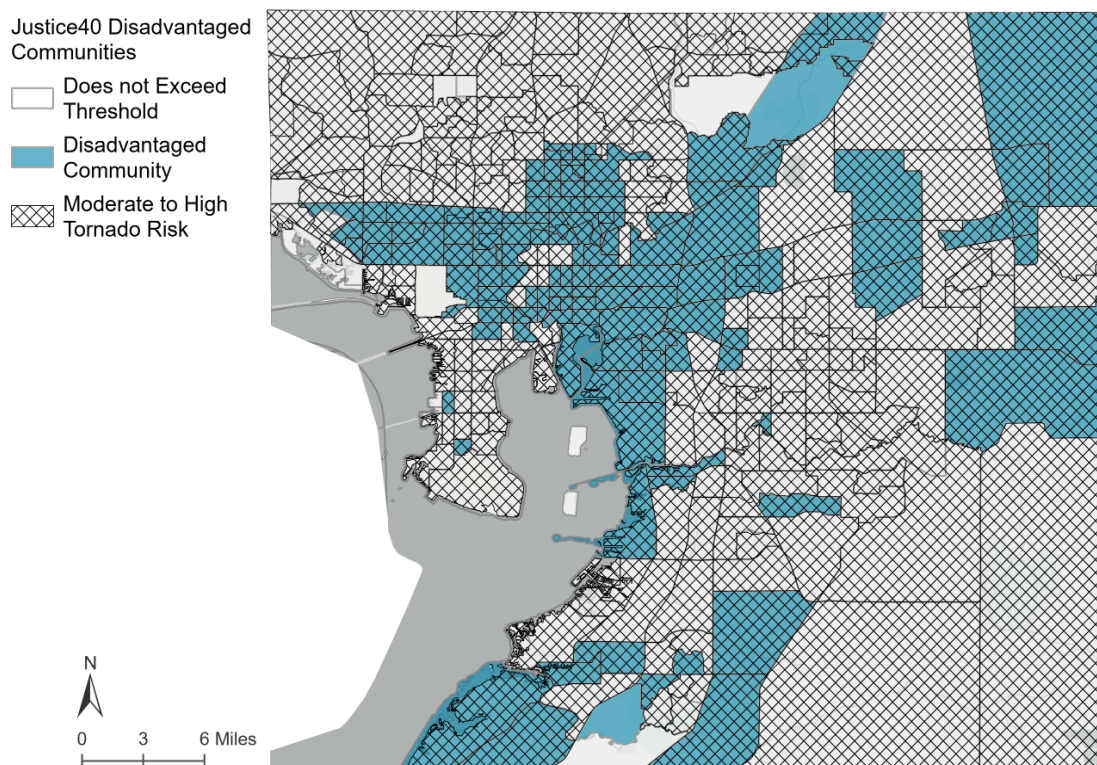 Justice40 Disadvantaged
Communities
Does not Exceed
Threshold
Disadvantaged
Community
Moderate to High
Tornado Risk
N
0 3 6 Miles